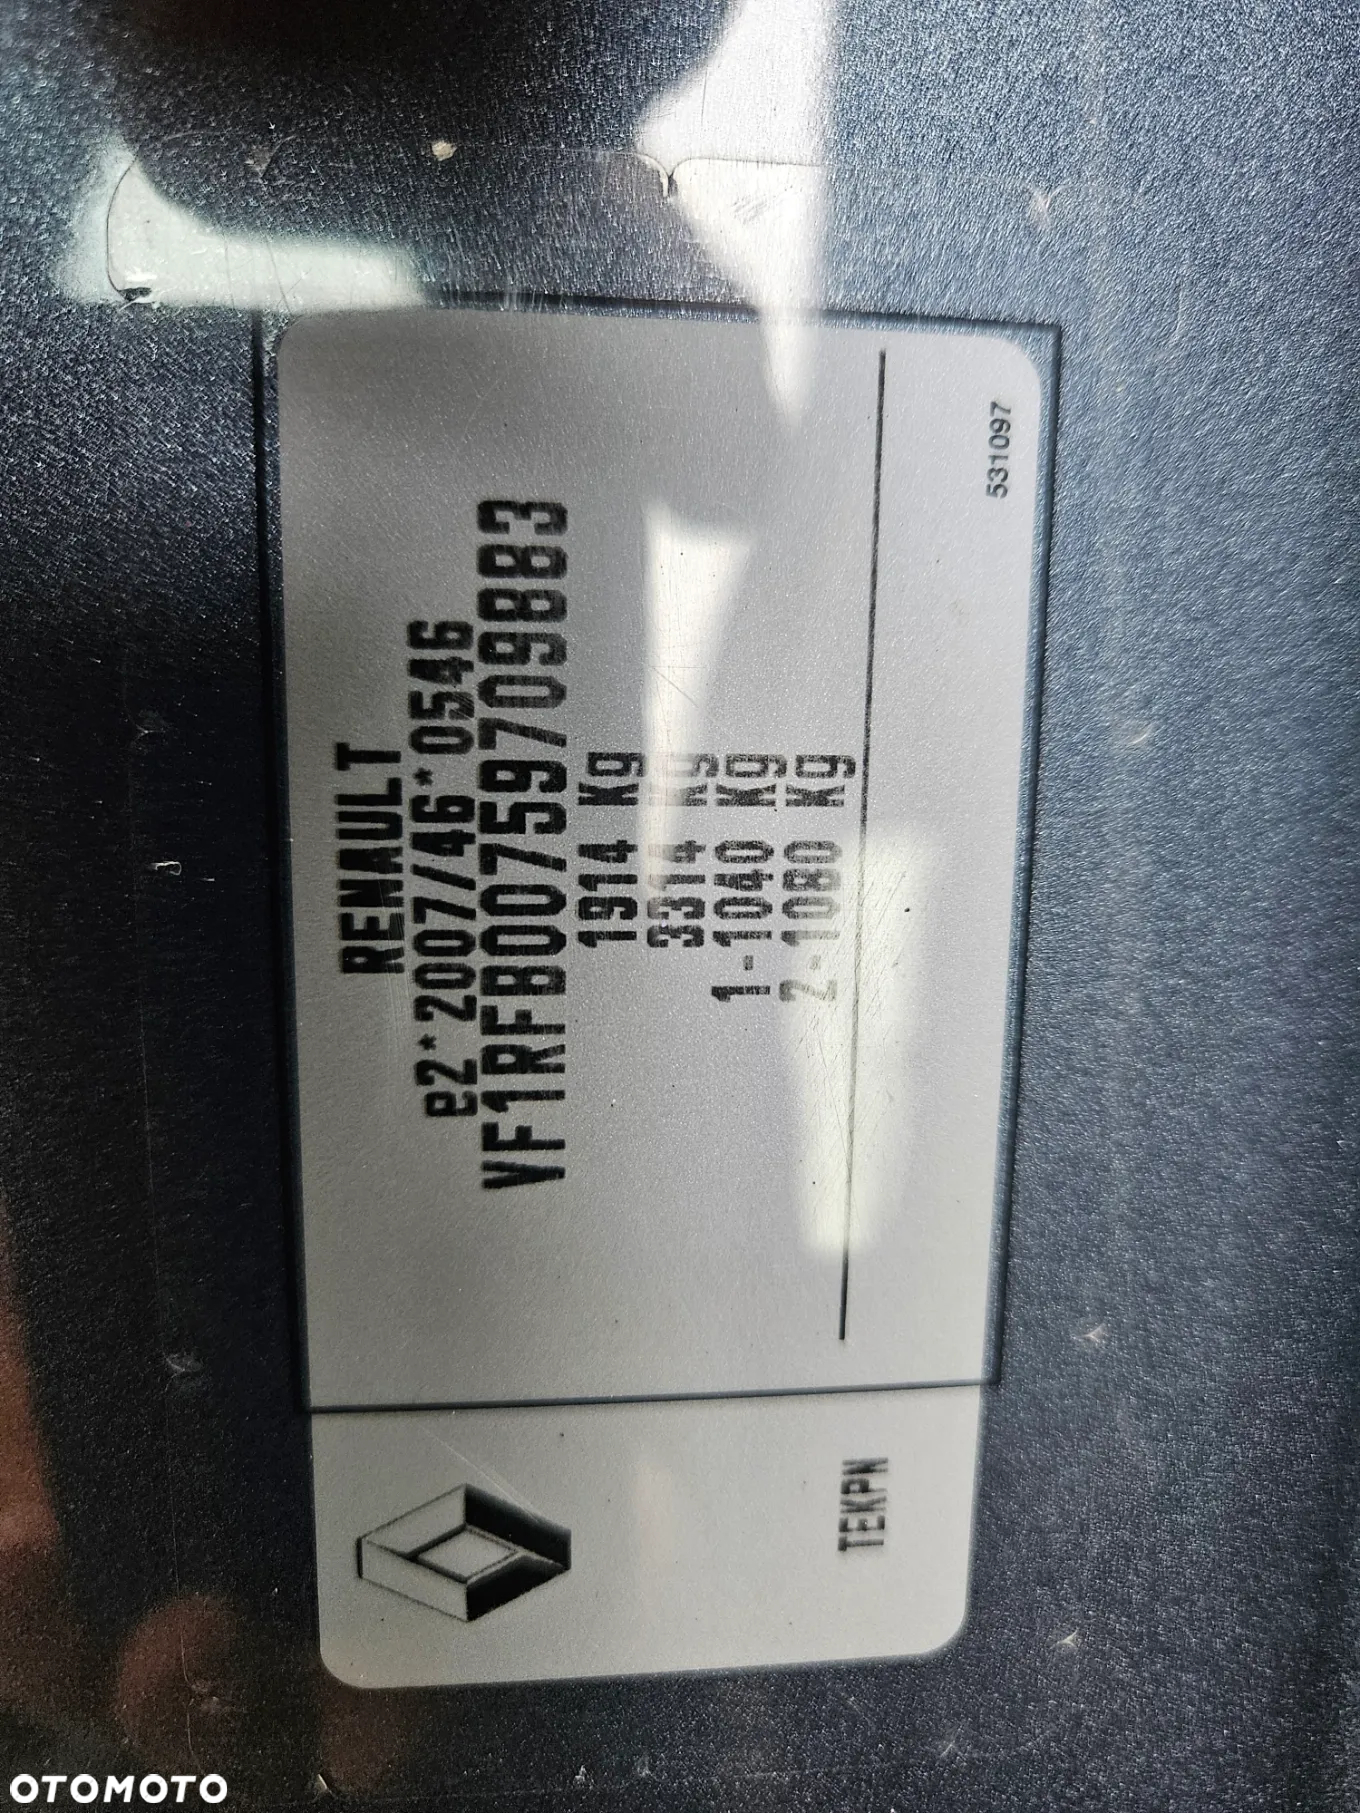 RENAULT
e2*2007/46*0546
VF1RFB00759709883
1914 Kg
3314 Kg
1-1040 Kg
2-1080 Kg
TEKPN
531097
OTOMOTO